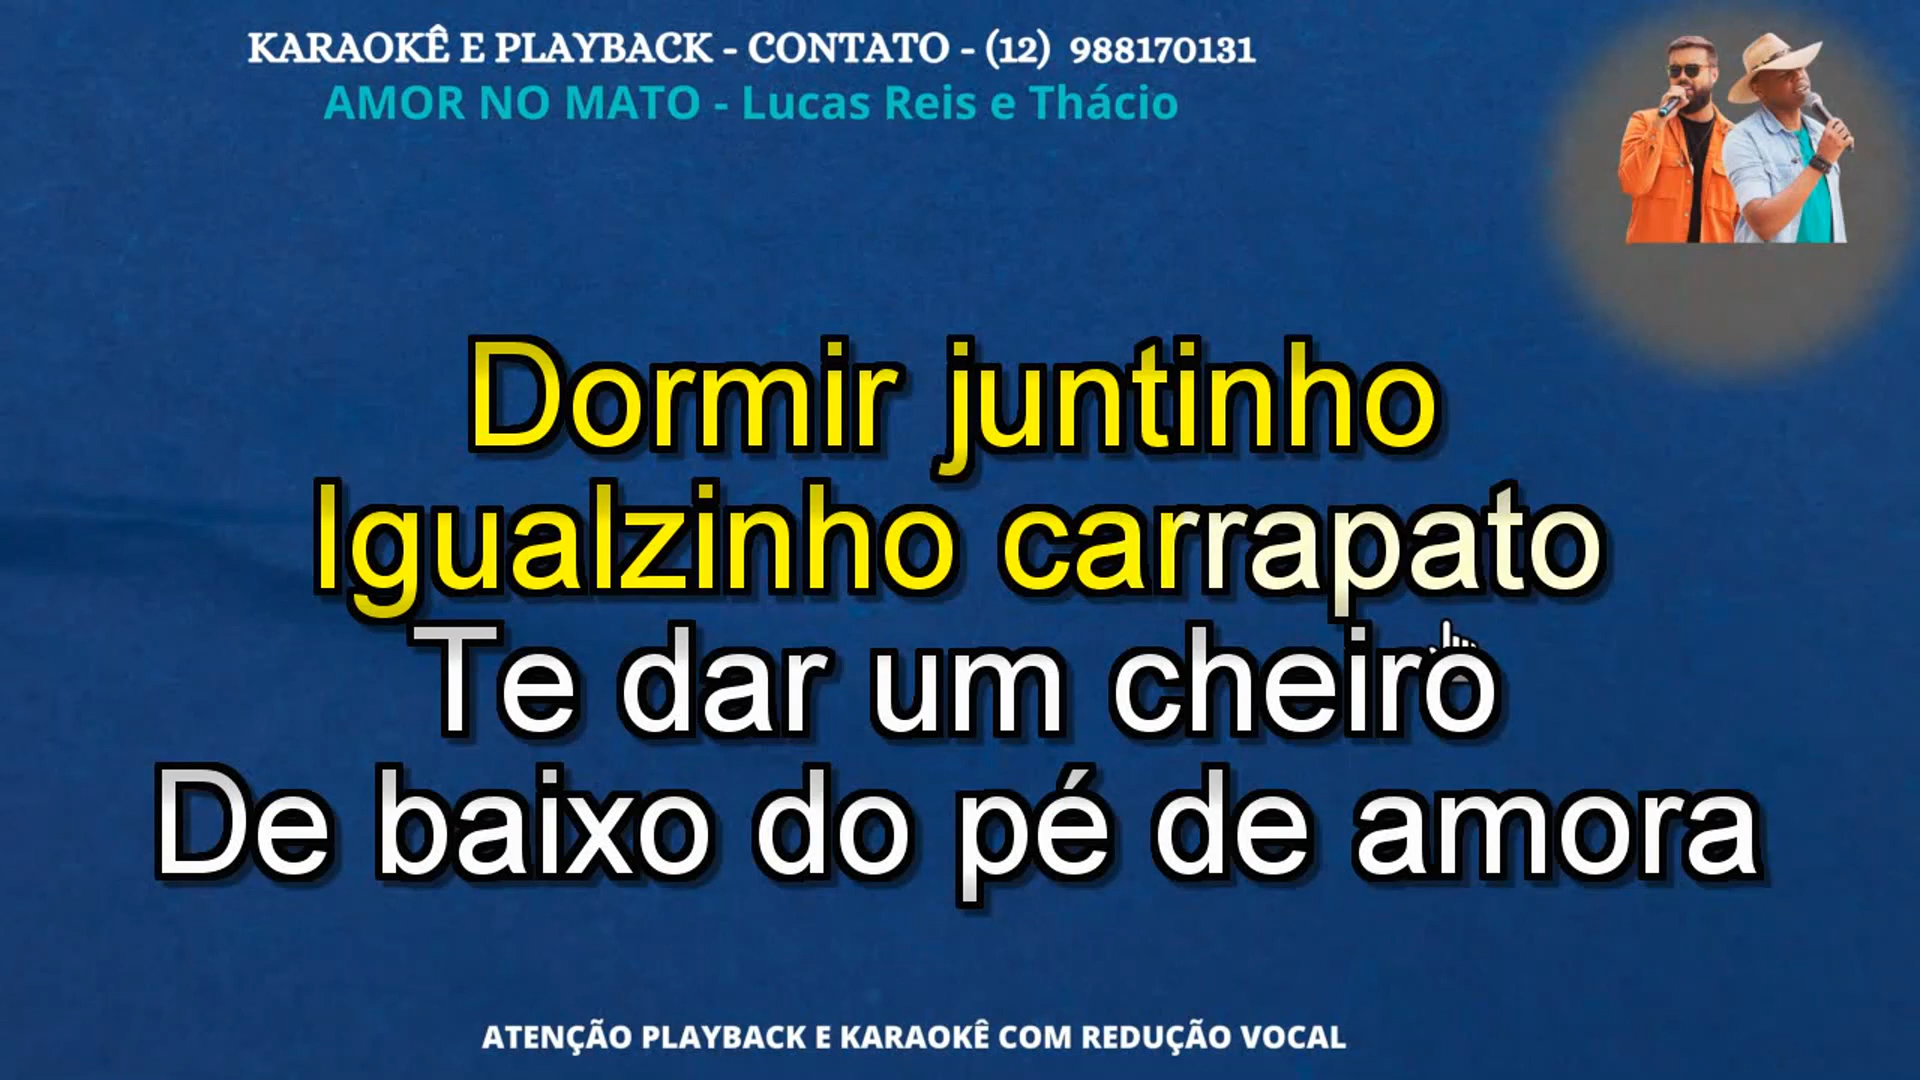 KARAOKÊ E PLAYBACK - CONTATO - (12) 988170131
AMOR NO MATO - Lucas Reis e Thácio
Dormir juntinho
Igualzinho carrapato
Te dar um cheiro
De baixo do pé de amora
ATENÇÃO PLAYBACK E KARAOKÊ COM REDUÇÃO VOCAL